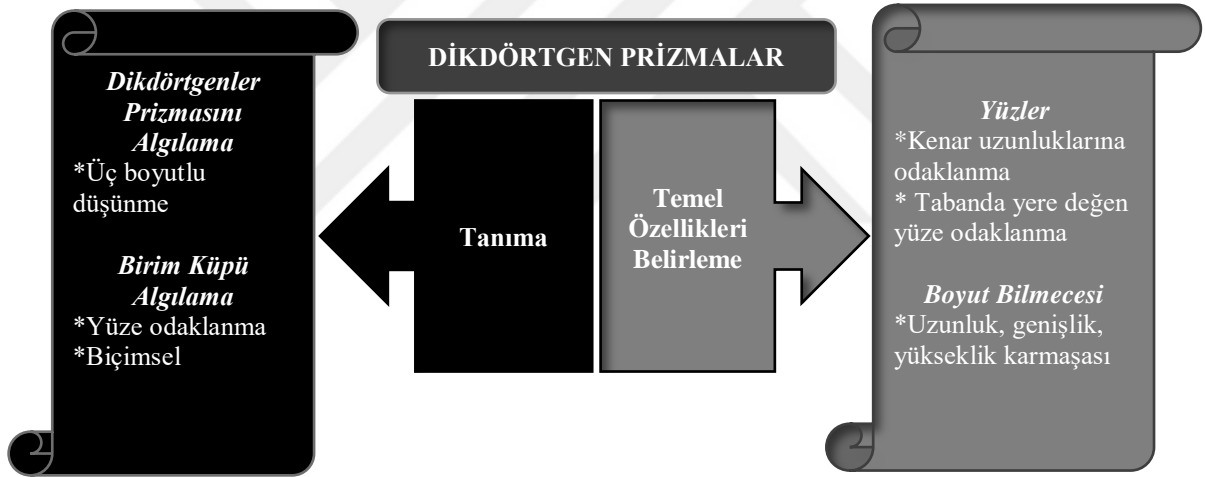 DİKDÖRTGEN PRİZMALAR
Dikdörtgenler
Prizmasını
Algılama
*Üç boyutlu
düşünme
Birim Küpü
Algılama
*Yüze odaklanma
*Biçimsel
Tanıma
Temel
Özellikleri
Belirleme
Yüzler
*Kenar uzunluklarına
odaklanma
* Tabanda yere değen
yüze odaklanma
Boyut Bilmecesi
*Uzunluk, genişlik,
yükseklik karmaşası